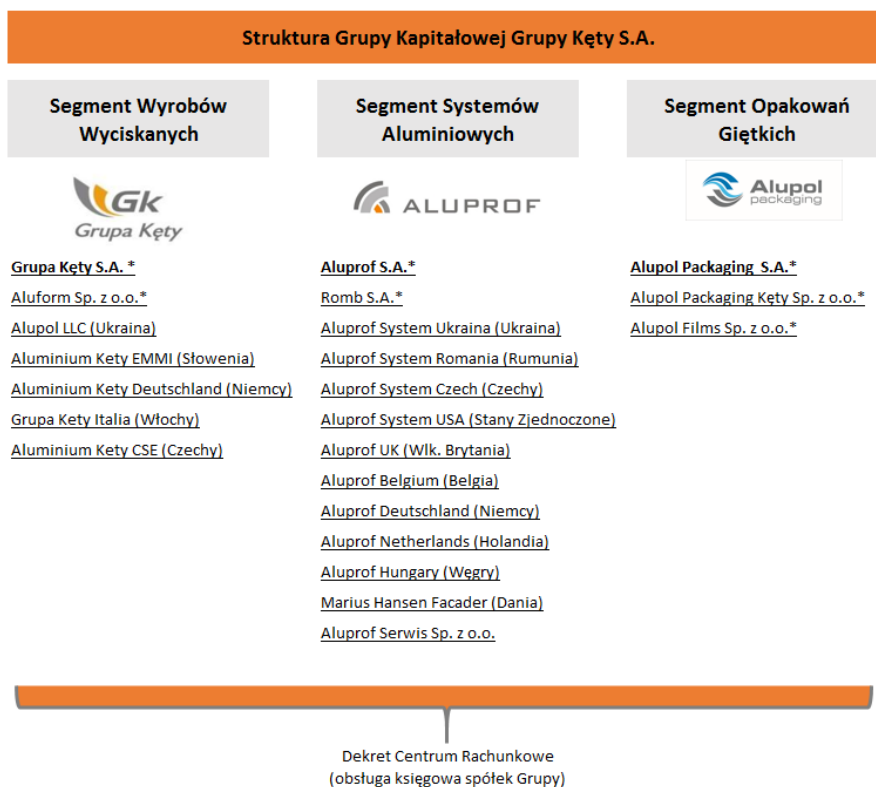 Struktura Grupy Kapitałowej Grupy Kęty S.A.
Segment Wyrobów
Wyciskanych
Gk
Grupa Kęty
Grupa Kęty S.A. *
Aluform Sp. z o.o.*
Alupol LLC (Ukraina)
Aluminium Kety EMMI (Słowenia)
Aluminium Kety Deutschland (Niemcy)
Grupa Kety Italia (Włochy)
Aluminium Kety CSE (Czechy)
Segment Systemów
Aluminiowych
ALUPROF
Aluprof S.A.*
Romb S.A.*
Aluprof System Ukraina (Ukraina)
Aluprof System Romania (Rumunia)
Aluprof System Czech (Czechy)
Aluprof System USA (Stany Zjednoczone)
Aluprof UK (Wlk. Brytania)
Aluprof Belgium (Belgia)
Aluprof Deutschland (Niemcy)
Aluprof Netherlands (Holandia)
Aluprof Hungary (Węgry)
Marius Hansen Facader (Dania)
Aluprof Serwis Sp. z o.o.
Segment Opakowań
Giętkich
Alupol
packaging
Alupol Packaging S.A.*
Alupol Packaging Kęty Sp. z o.o.*
Alupol Films Sp. z o.o.*
Dekret Centrum Rachunkowe
(obsługa księgowa spółek Grupy)